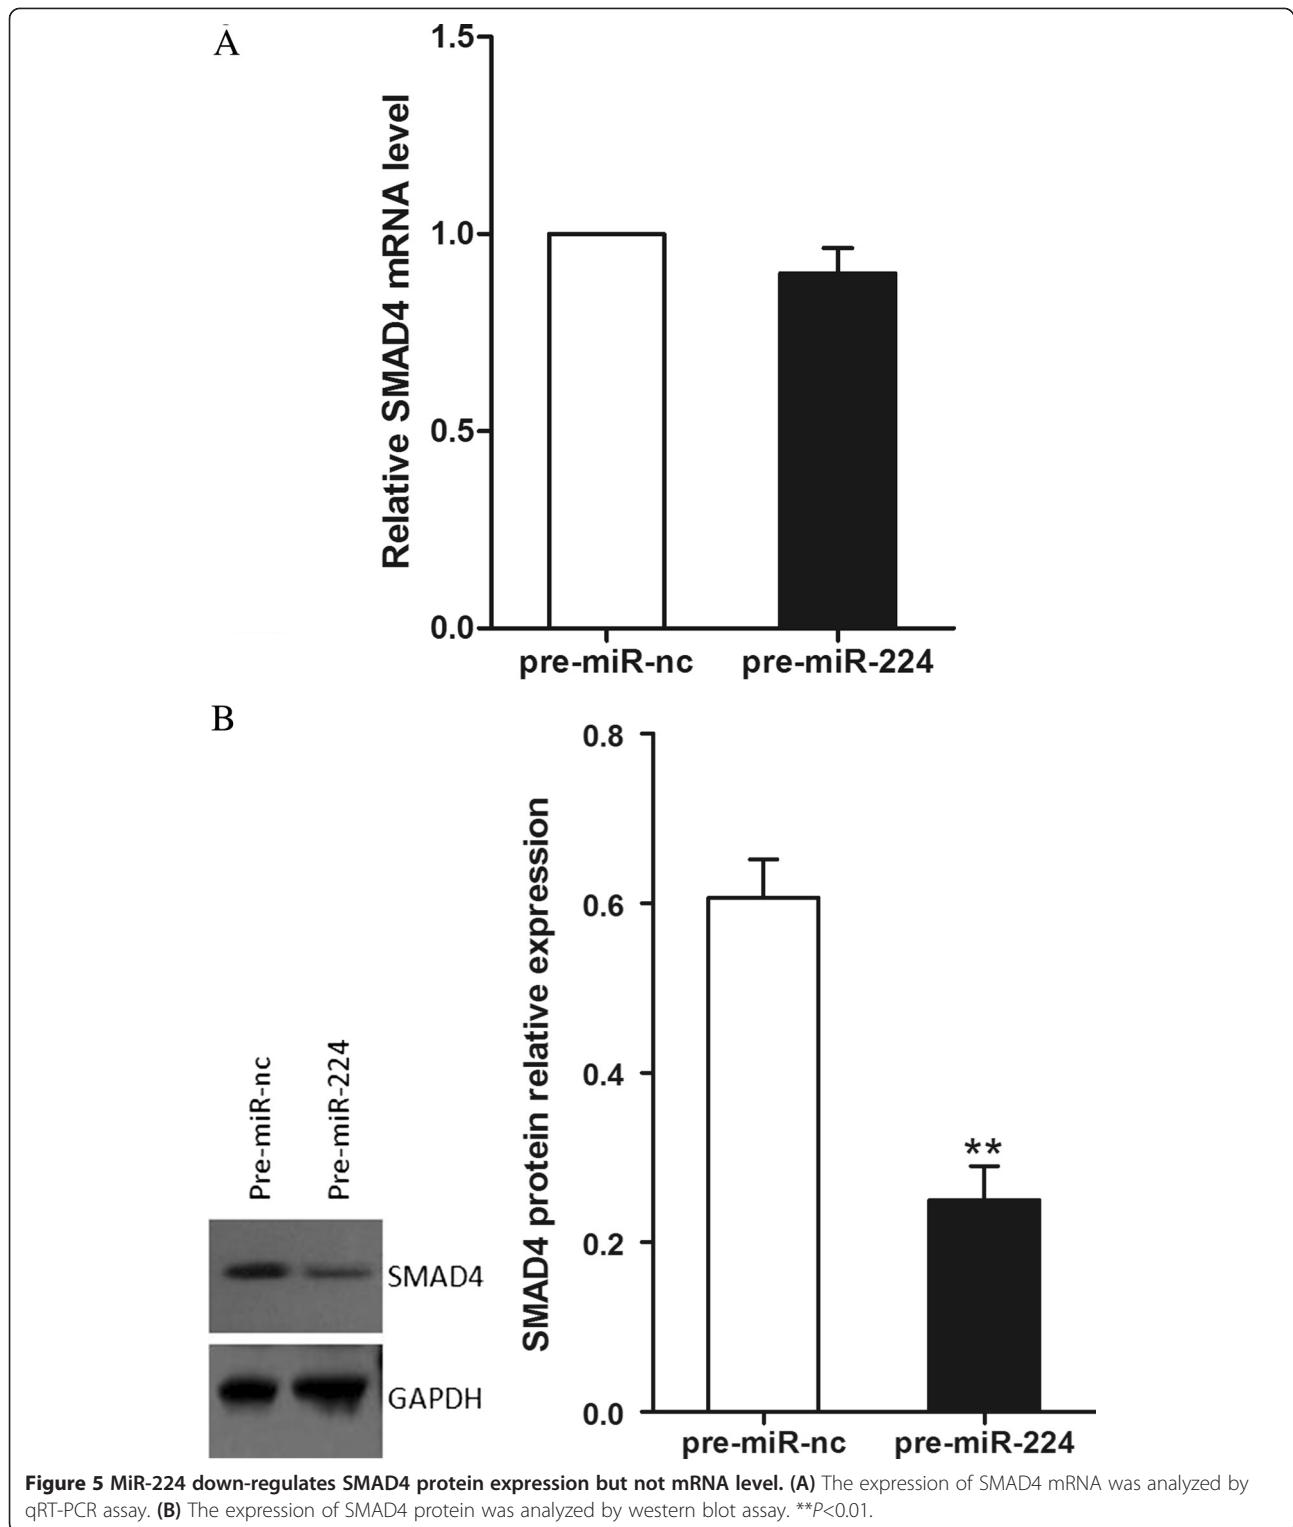 A
1.5
1.0
0.5
0.0
Relative SMAD4 mRNA level
pre-miR-nc pre-miR-224
B
0.8
0.6
0.4
0.2
0.0
SMAD4 protein relative expression
Pre-miR-nc
Pre-miR-224
SMAD4
GAPDH
**
pre-miR-nc pre-miR-224
Figure 5 MiR-224 down-regulates SMAD4 protein expression but not mRNA level. (A) The expression of SMAD4 mRNA was analyzed by
qRT-PCR assay. (B) The expression of SMAD4 protein was analyzed by western blot assay. **P<0.01.